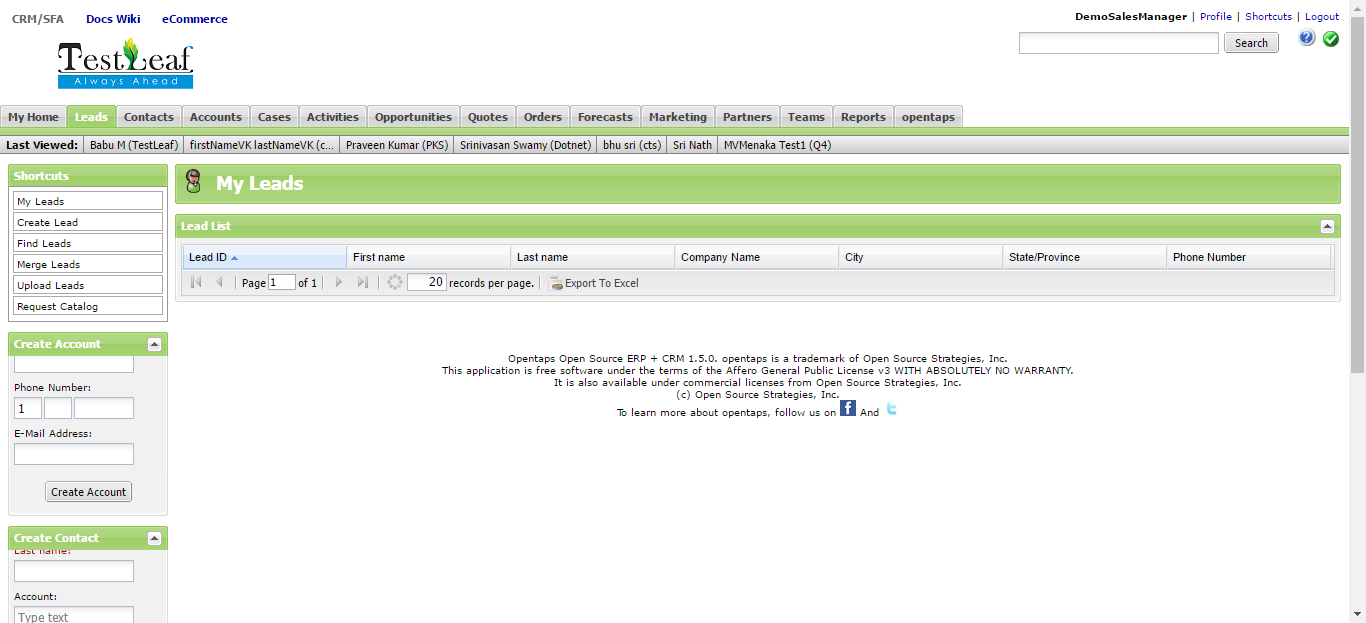 CRM/SFA Docs Wiki eCommerce
DemoSalesManager | Profile | Shortcuts | Logout
Search
TestLeaf
Always Ahead
My Home Leads Contacts Accounts Cases Activities Opportunities Quotes Orders Forecasts Marketing Partners Teams Reports opentaps
Last Viewed: Babu M (TestLeaf) firstNameVK lastNameVK (c... Praveen Kumar (PKS) Srinivasan Swamy (Dotnet) bhu sri (cts) Sri Nath MVMenaka Test1 (Q4)
Shortcuts
My Leads
Create Lead
Find Leads
Merge Leads
Upload Leads
Request Catalog
Create Account
Phone Number:
1
E-Mail Address:
Create Account
Create Contact
Last name:
Account:
Type text
My Leads
Lead List
Lead ID First name Last name Company Name City State/Province Phone Number
Page 1 of 1 20 records per page. Export To Excel
Opentaps Open Source ERP + CRM 1.5.0. opentaps is a trademark of Open Source Strategies, Inc.
This application is free software under the terms of the Affero General Public License v3 WITH ABSOLUTELY NO WARRANTY.
It is also available under commercial licenses from Open Source Strategies, Inc.
(c) Open Source Strategies, Inc.
To learn more about opentaps, follow us on f And t